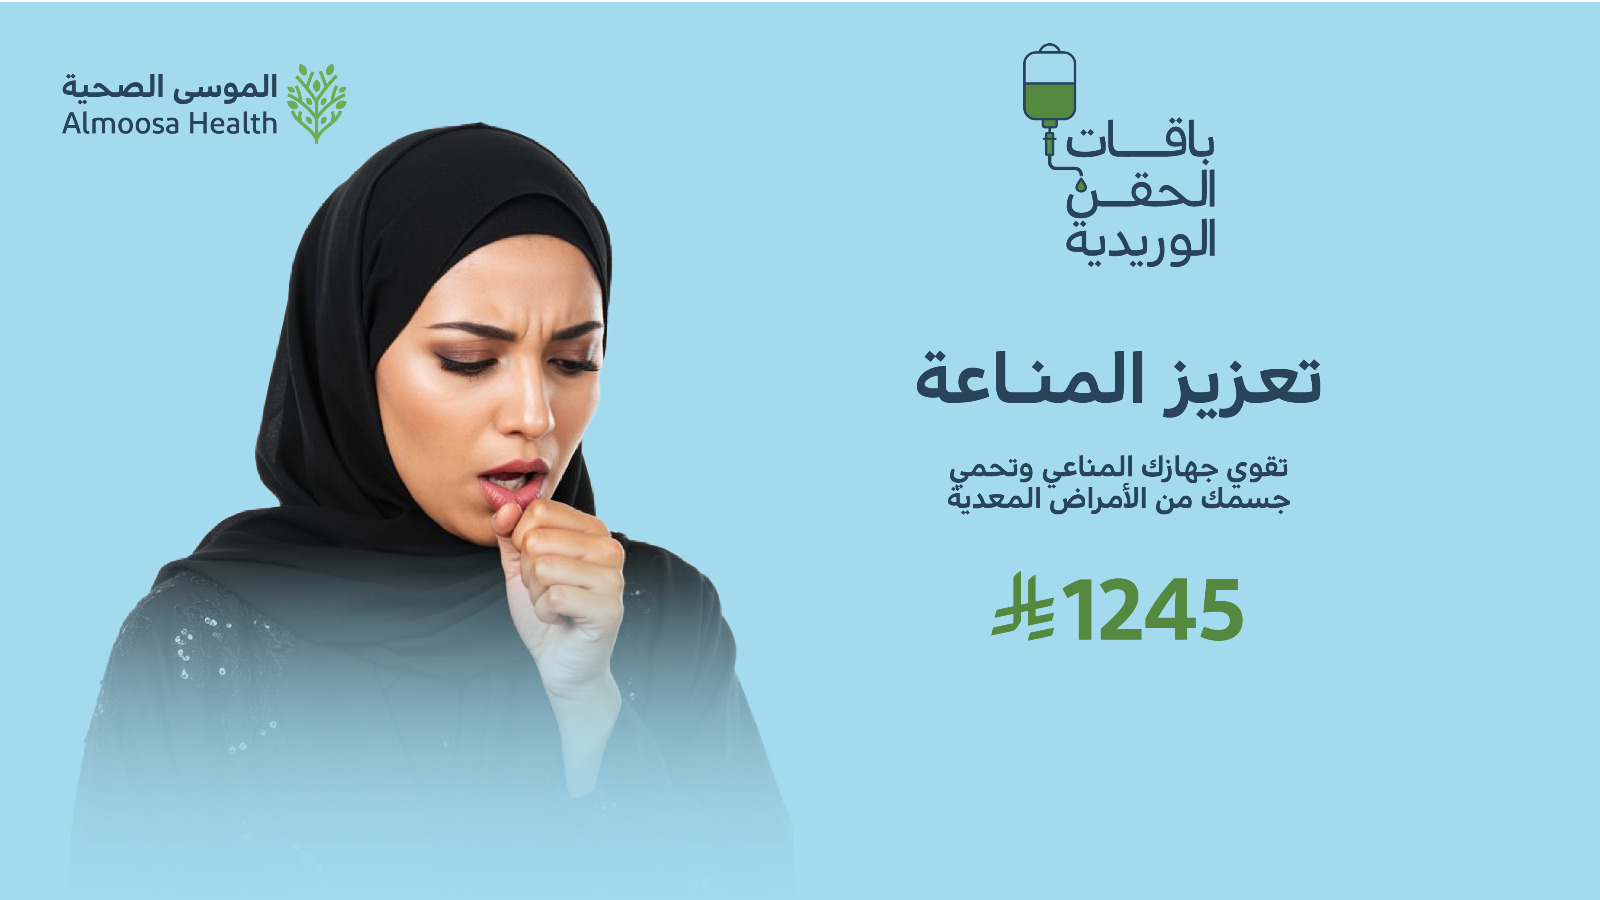 الموسى الصحية
Almoosa Health
باقات
الحقن
الوريدية
تعزيز المناعة
تقوي جهازك المناعي وتحمي
جسمك من الأمراض المعدية
1245